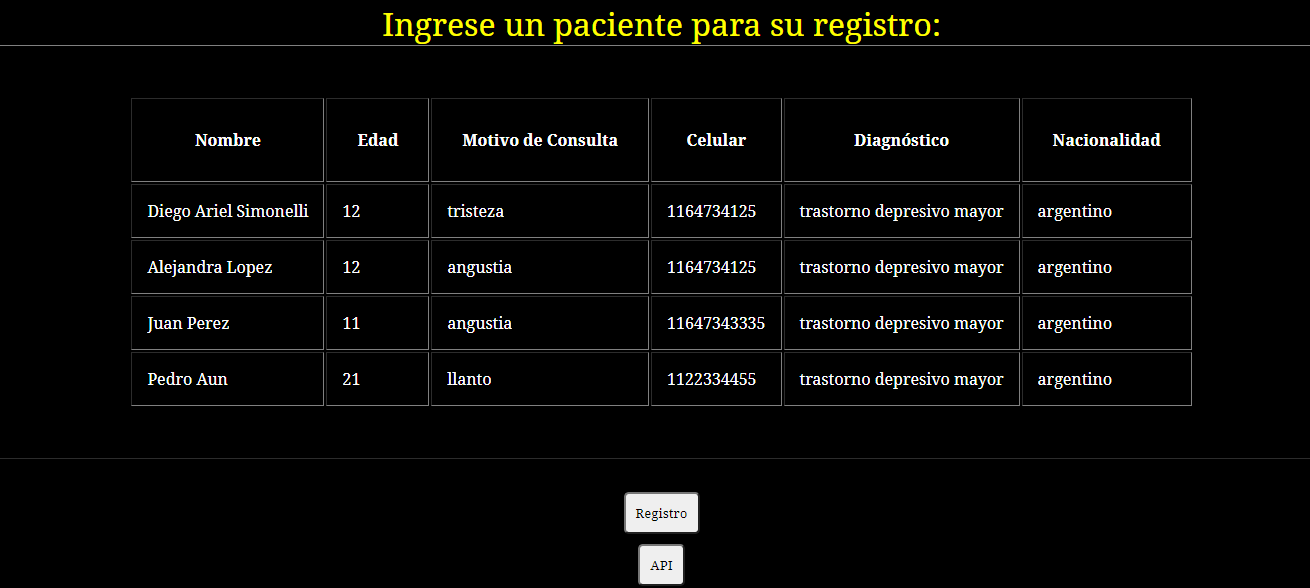 Ingrese un paciente para su registro:
Nombre Edad Motivo de Consulta Celular Diagnóstico Nacionalidad
Diego Ariel Simonelli 12 tristeza 1164734125 trastorno depresivo mayor argentino
Alejandra Lopez 12 angustia 1164734125 trastorno depresivo mayor argentino
Juan Perez 11 angustia 11647343335 trastorno depresivo mayor argentino
Pedro Aun 21 llanto 1122334455 trastorno depresivo mayor argentino
Registro
API